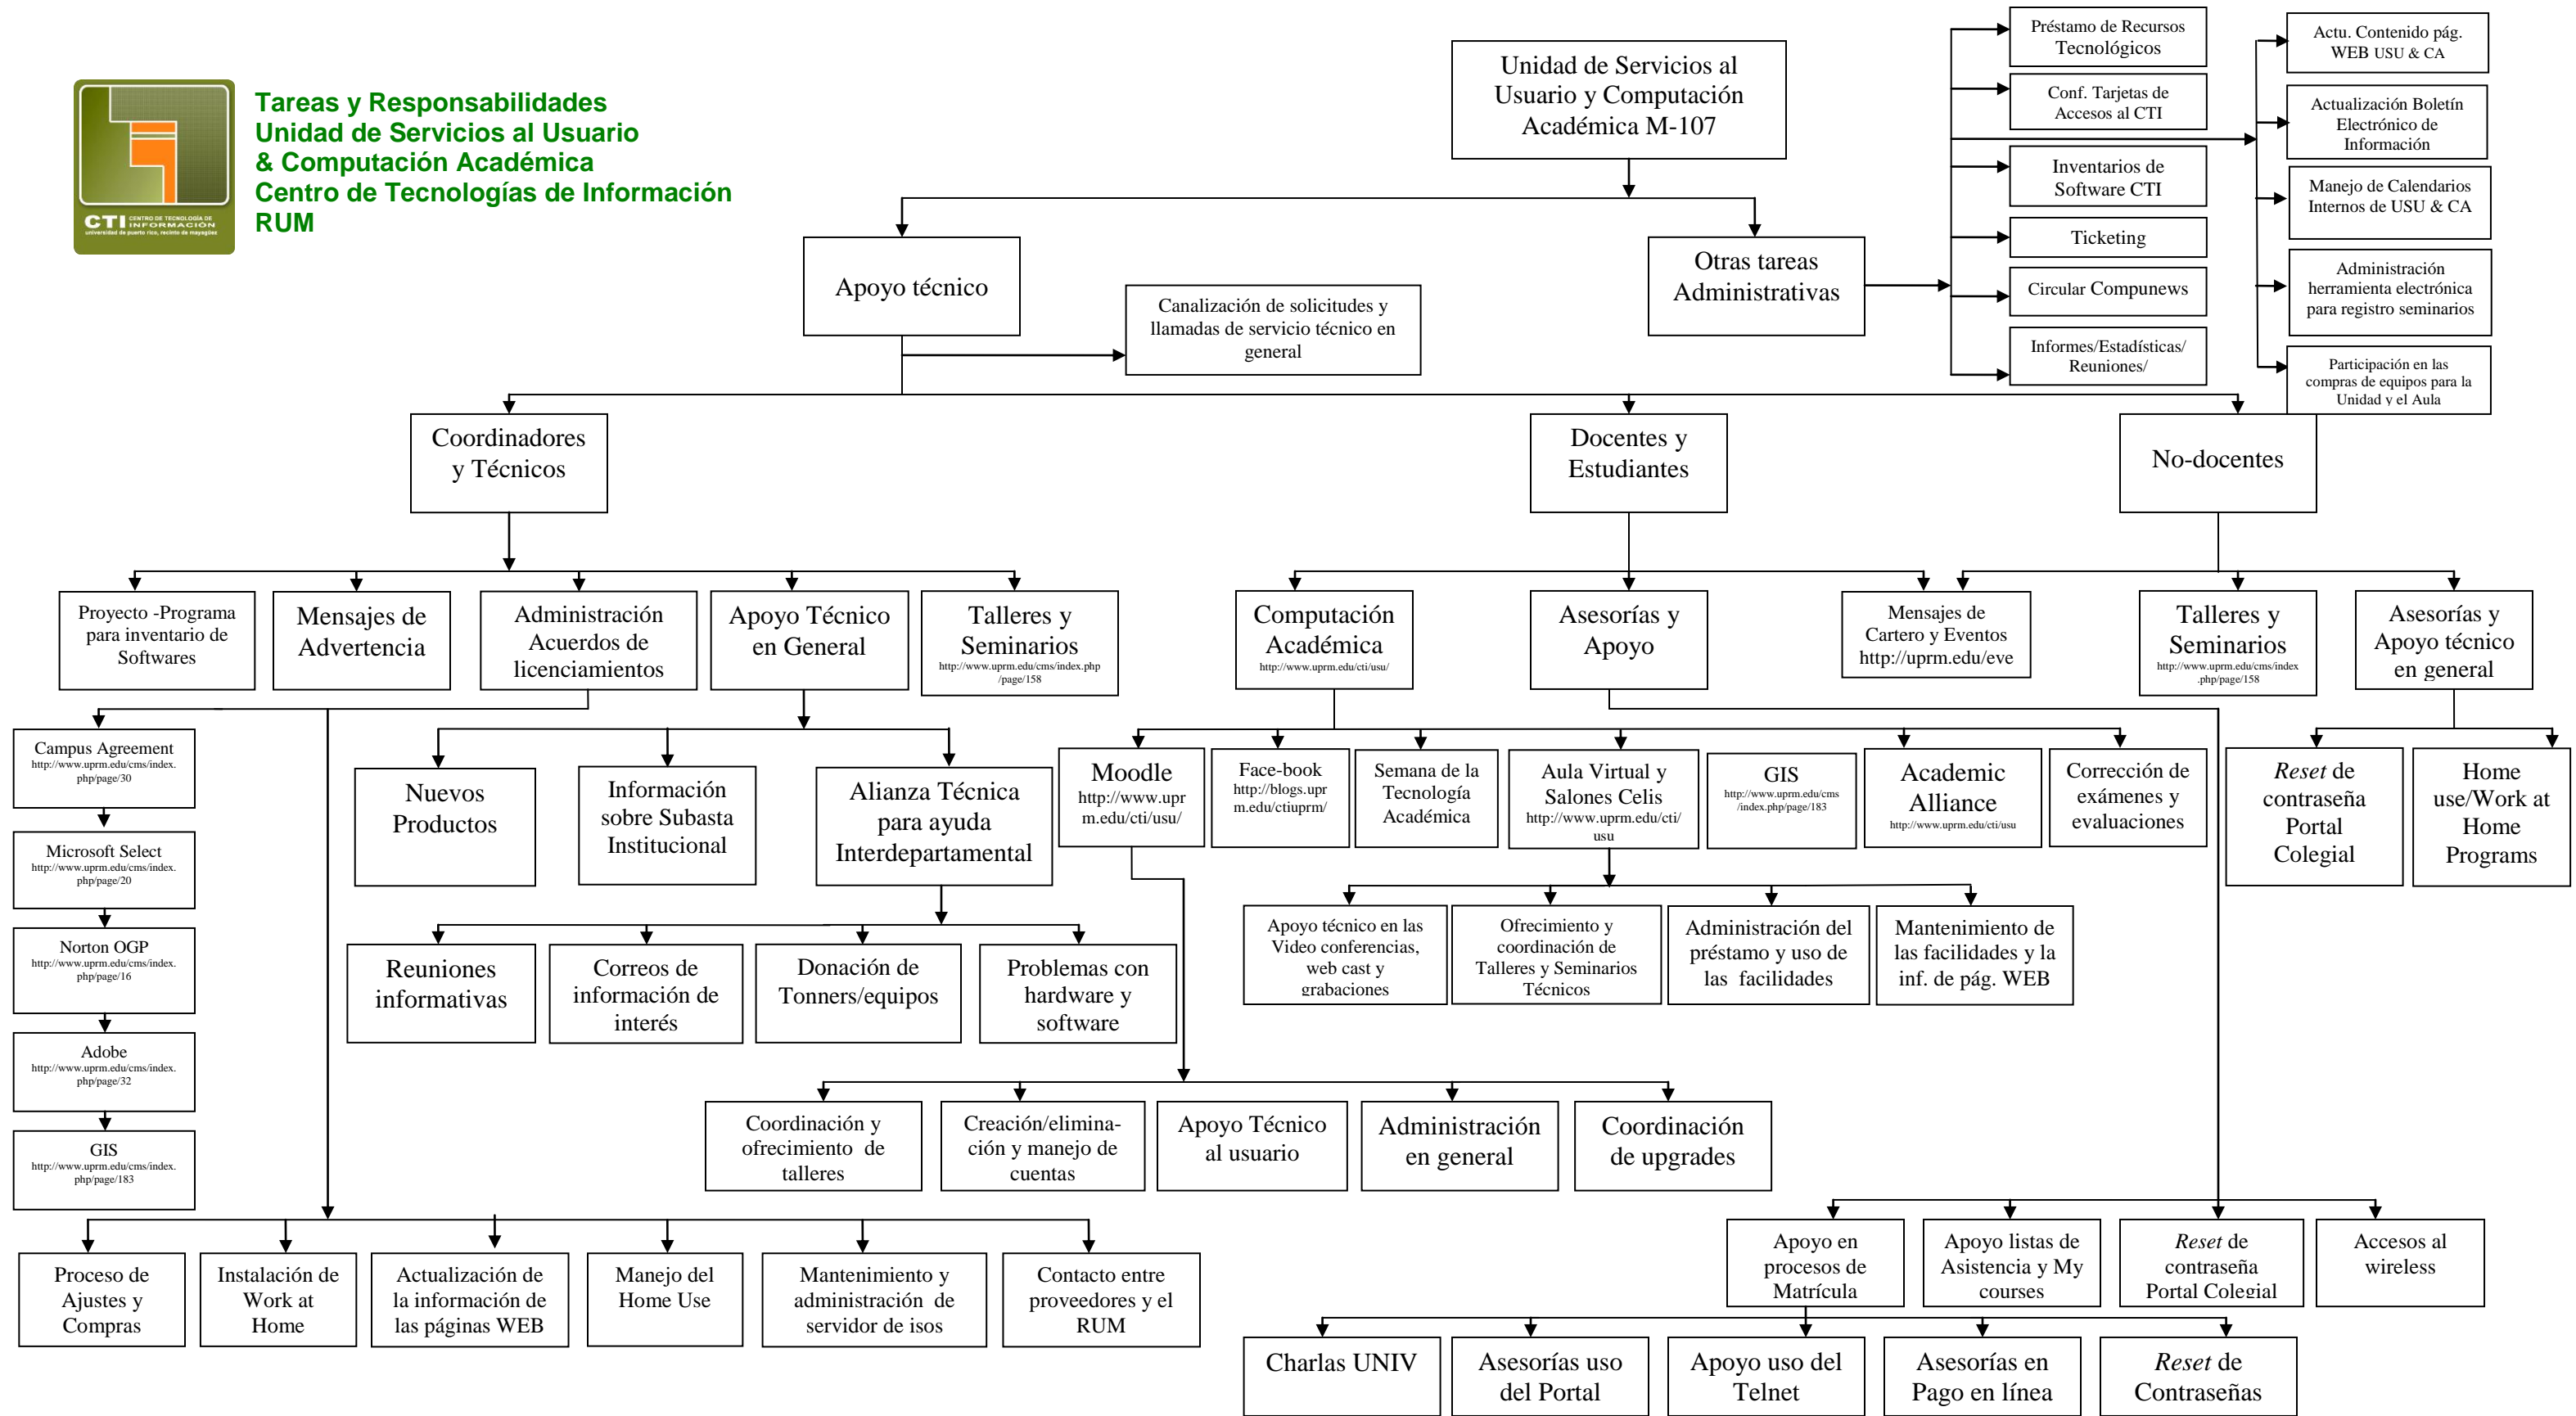 CTI CENTRO DE TECNOLOGÍA DE
INFORMACIÓN
universidad de puerto rico, recinto de mayagüez
Tareas y Responsabilidades
Unidad de Servicios al Usuario
& Computación Académica
Centro de Tecnologías de Información
RUM
Unidad de Servicios al
Usuario y Computación
Académica M-107
Apoyo técnico
Otras tareas
Administrativas
Canalización de solicitudes y
llamadas de servicio técnico en
general
Préstamo de Recursos
Tecnológicos
Conf. Tarjetas de
Accesos al CTI
Inventarios de
Software CTI
Ticketing
Circular Compunews
Informes/Estadísticas/
Reuniones/
Actu. Contenido pág.
WEB USU & CA
Actualización Boletín
Electrónico de
Información
Manejo de Calendarios
Internos de USU & CA
Administración
herramienta electrónica
para registro seminarios
Participación en las
compras de equipos para la
Unidad y el Aula
Coordinadores
y Técnicos
Docentes y
Estudiantes
No-docentes
Proyecto -Programa
para inventario de
Softwares
Mensajes de
Advertencia
Administración
Acuerdos de
licenciamientos
Apoyo Técnico
en General
Talleres y
Seminarios
http://www.uprm.edu/cms/index.php
/page/158
Computación
Académica
http://www.uprm.edu/cti/usu/
Asesorías y
Apoyo
Mensajes de
Cartero y Eventos
http://uprm.edu/eve
Talleres y
Seminarios
http://www.uprm.edu/cms/index
.php/page/158
Asesorías y
Apoyo técnico
en general
Campus Agreement
http://www.uprm.edu/cms/index.
php/page/30
Microsoft Select
http://www.uprm.edu/cms/index.
php/page/20
Norton OGP
http://www.uprm.edu/cms/index.
php/page/16
Adobe
http://www.uprm.edu/cms/index.
php/page/32
GIS
http://www.uprm.edu/cms/index.
php/page/183
Nuevos
Productos
Información
sobre Subasta
Institucional
Alianza Técnica
para ayuda
Interdepartamental
Moodle
http://www.upr
m.edu/cti/usu/
Face-book
http://blogs.upr
m.edu/ctiuprm/
Semana de la
Tecnología
Académica
Aula Virtual y
Salones Celis
http://www.uprm.edu/cti/
usu
GIS
http://www.uprm.edu/cms
/index.php/page/183
Academic
Alliance
http://www.uprm.edu/cti/usu
Corrección de
exámenes y
evaluaciones
Reset de
contraseña
Portal
Colegial
Home
use/Work at
Home
Programs
Reuniones
informativas
Correos de
información de
interés
Donación de
Tonners/equipos
Problemas con
hardware y
software
Apoyo técnico en las
Video conferencias,
web cast y
grabaciones
Ofrecimiento y
coordinación de
Talleres y Seminarios
Técnicos
Administración del
préstamo y uso de
las facilidades
Mantenimiento de
las facilidades y la
inf. de pág. WEB
Coordinación y
ofrecimiento de
talleres
Creación/elimina-
ción y manejo de
cuentas
Apoyo Técnico
al usuario
Administración
en general
Coordinación
de upgrades
Proceso de
Ajustes y
Compras
Instalación de
Work at
Home
Actualización de
la información de
las páginas WEB
Manejo del
Home Use
Mantenimiento y
administración de
servidor de isos
Contacto entre
proveedores y el
RUM
Apoyo en
procesos de
Matrícula
Apoyo listas de
Asistencia y My
courses
Reset de
contraseña
Portal Colegial
Accesos al
wireless
Charlas UNIV
Asesorías uso
del Portal
Apoyo uso del
Telnet
Asesorías en
Pago en línea
Reset de
Contraseñas